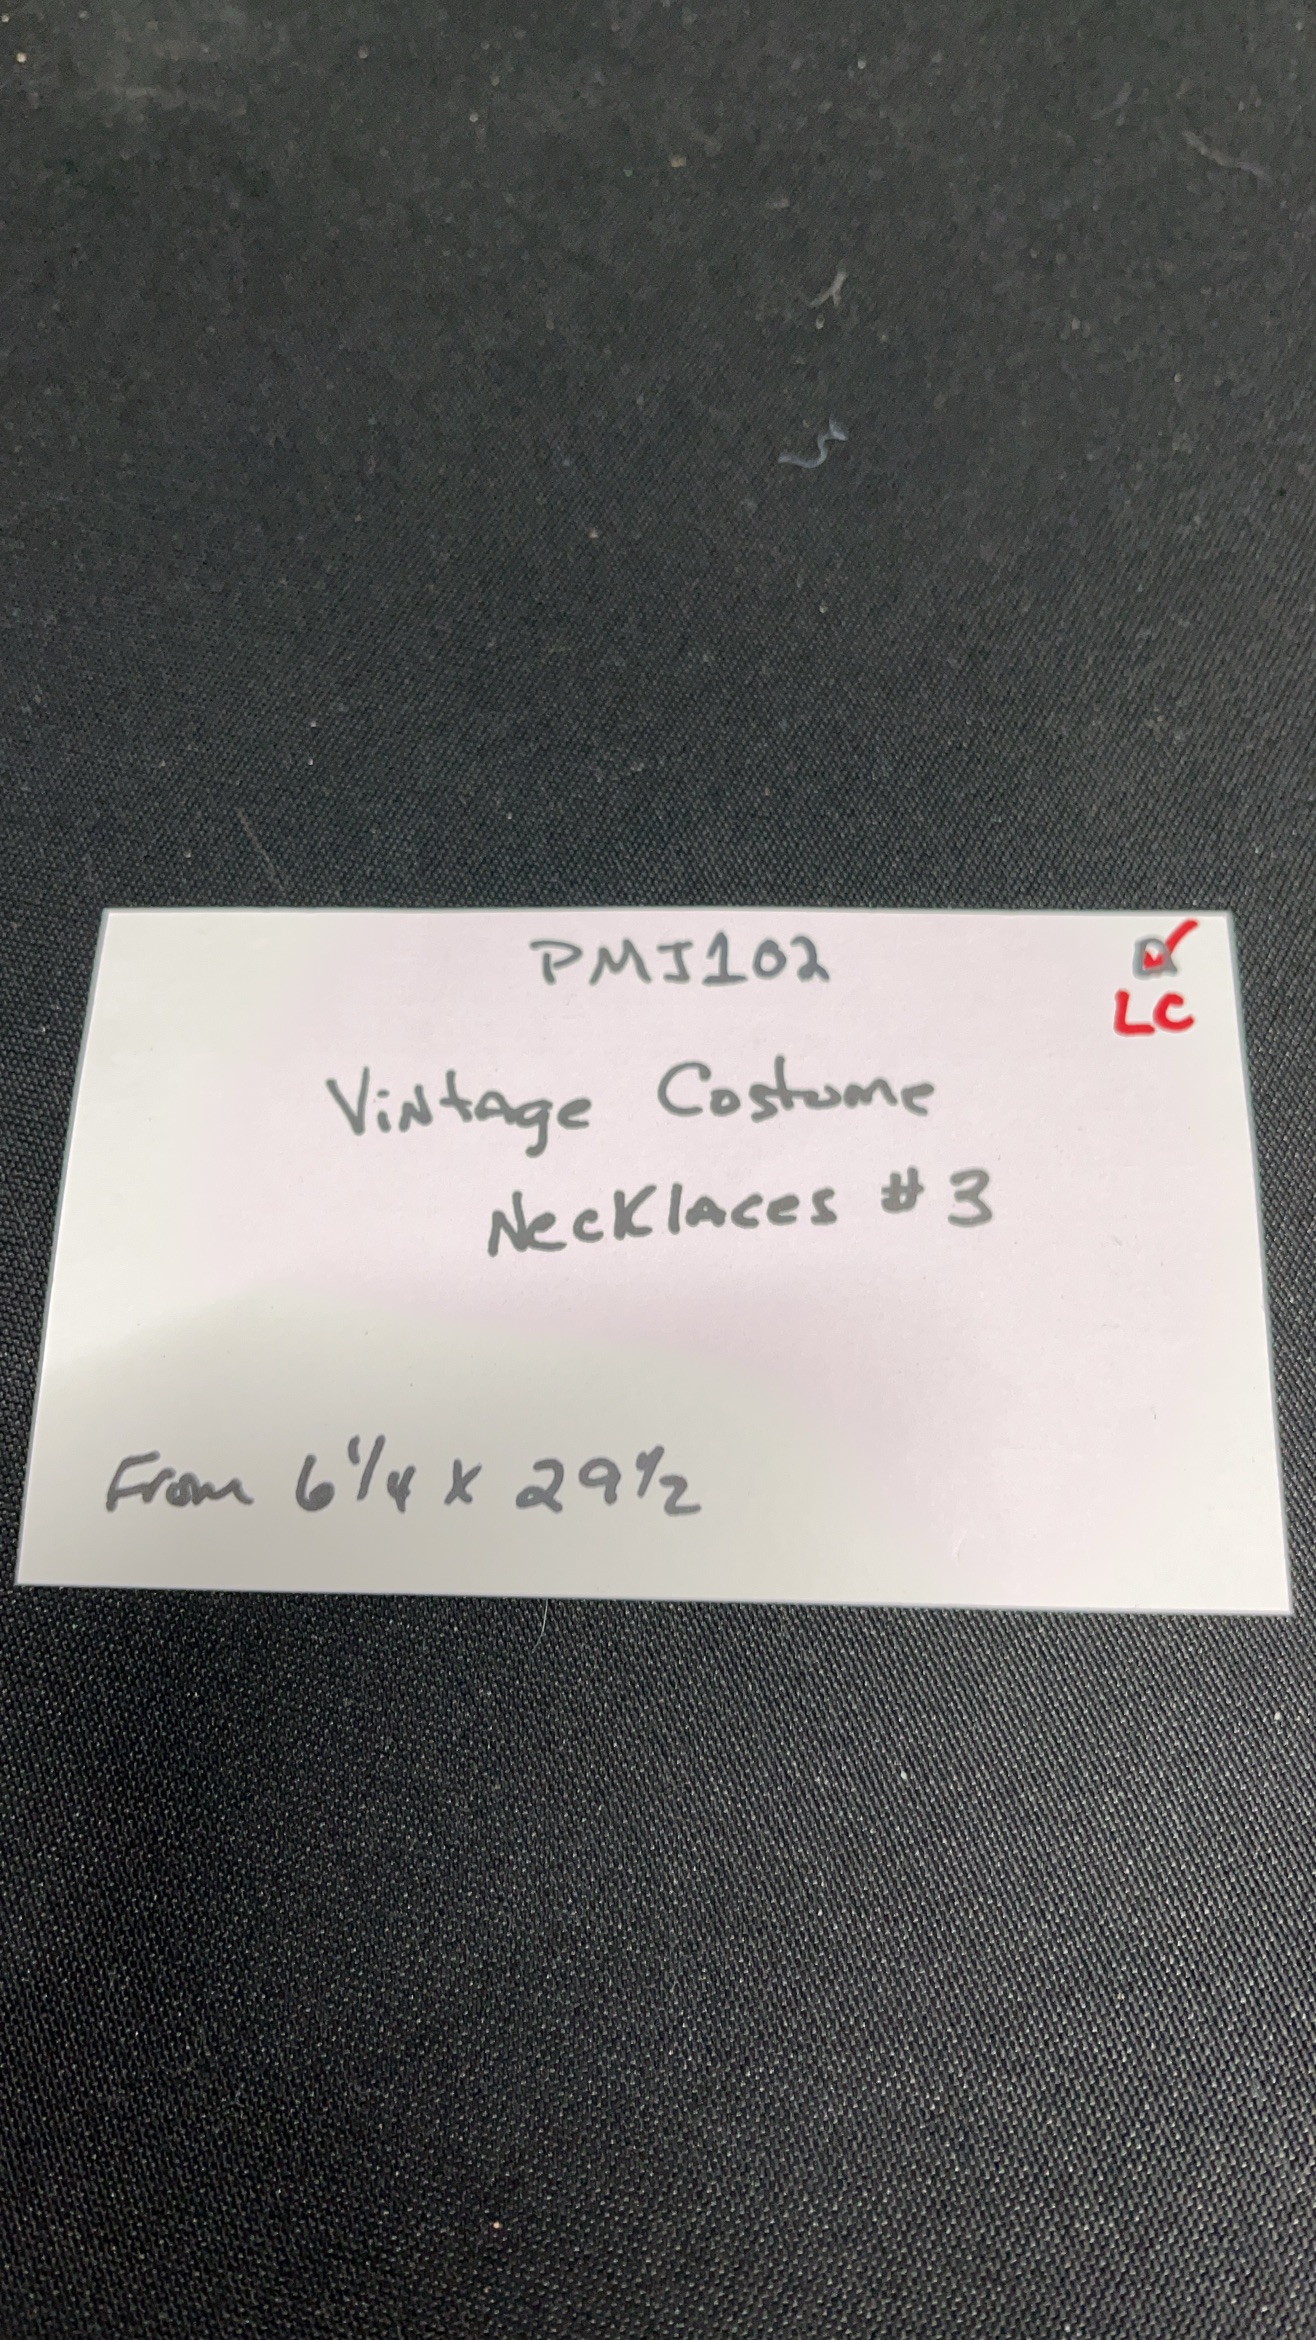 PMJ102
LC
Vintage Costume
Necklaces #3
From 6 1/4 x 29 1/2